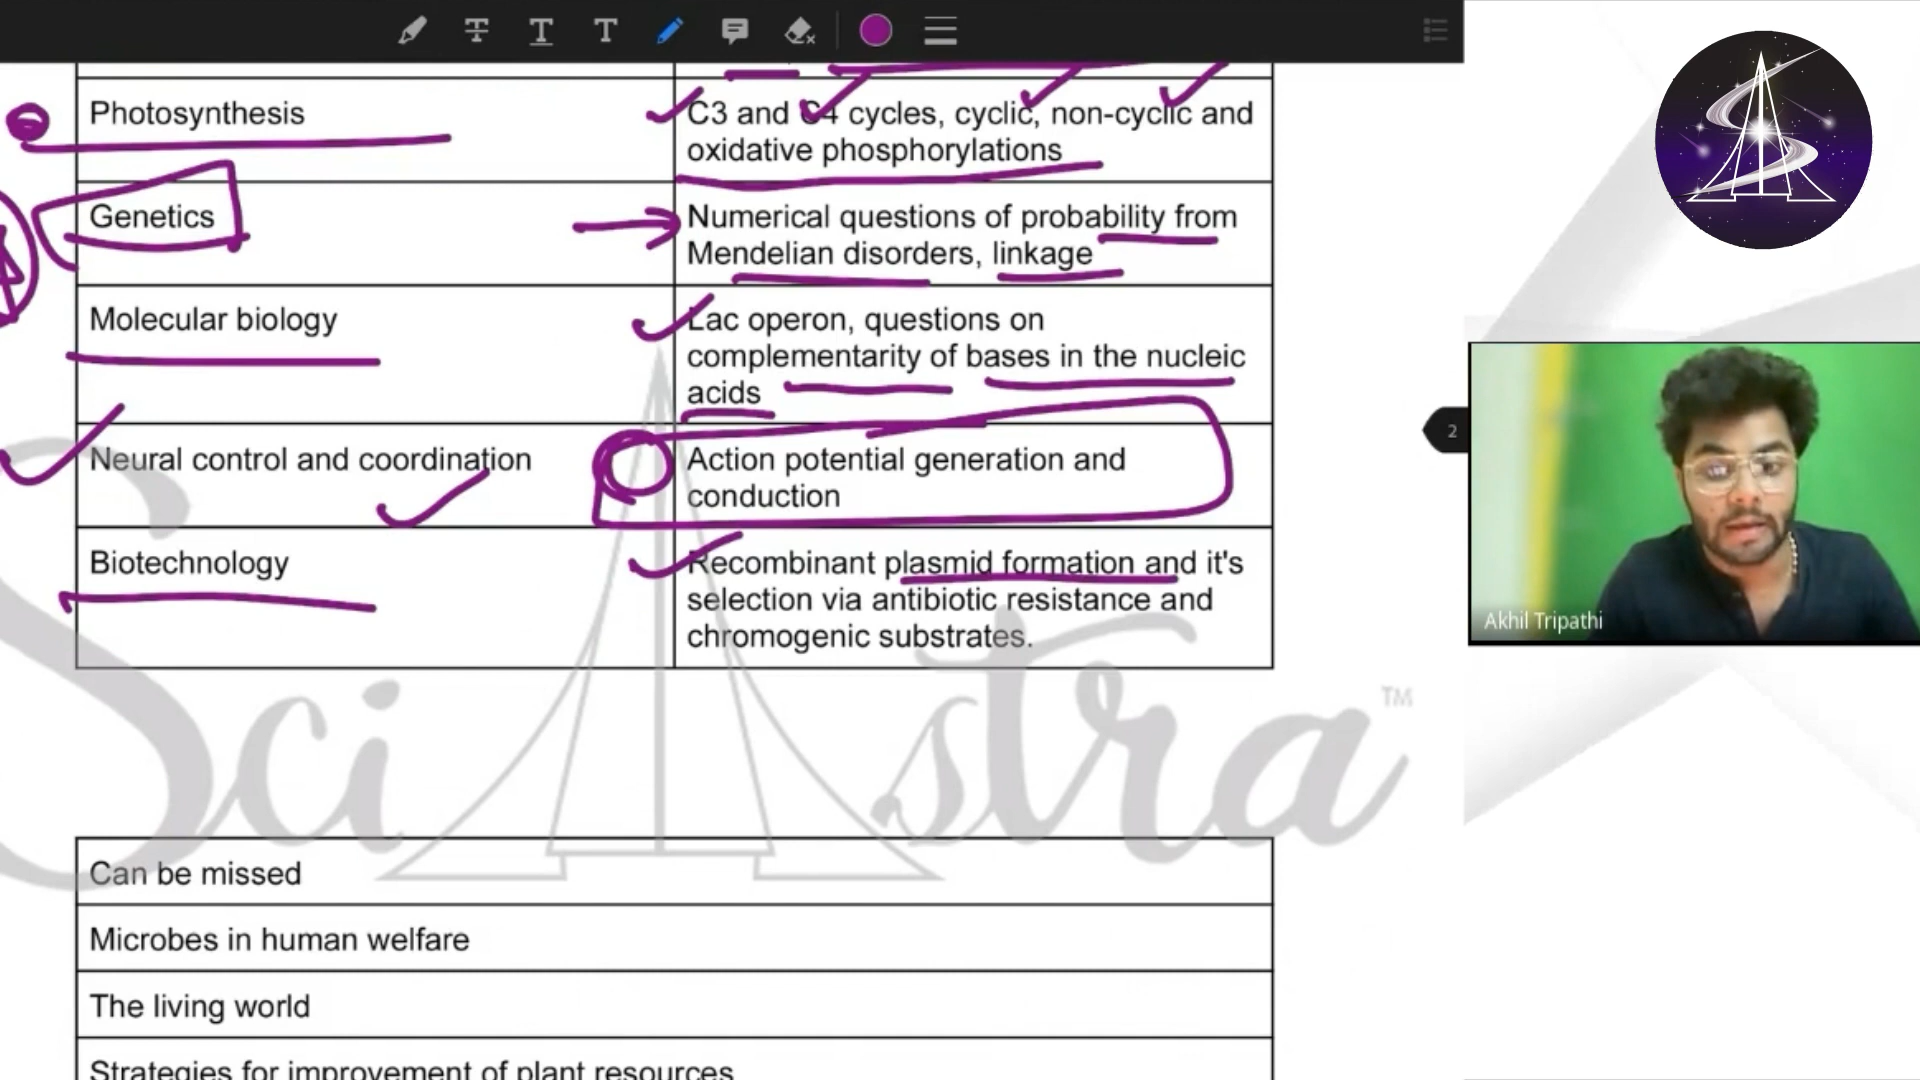 Photosynthesis
C3 and C4 cycles, cyclic, non-cyclic and
oxidative phosphorylations
Genetics
Numerical questions of probability from
Mendelian disorders, linkage
Molecular biology
Lac operon, questions on
complementarity of bases in the nucleic
acids
Neural control and coordination
Action potential generation and
conduction
Biotechnology
Recombinant plasmid formation and it's
selection via antibiotic resistance and
chromogenic substrates.
SciAstra
TM
Can be missed
Microbes in human welfare
The living world
Strategies for improvement of plant resources
2
Akhil Tripathi